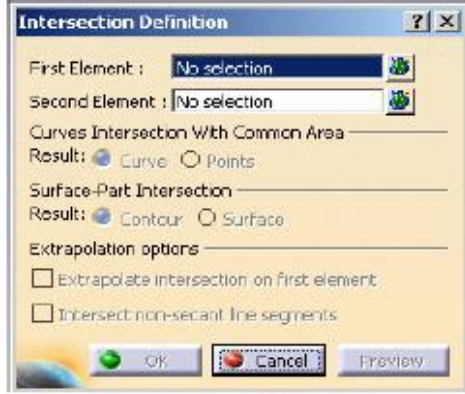 Intersection Definition
First Element : No selection
Second Element : No selection
Curves Intersection With Common Area
Result: Curve Points
Surface-Part Intersection
Result: Contour Surface
Extrapolation options
Extrapolate intersection on first element
Intersect non-secant line segments
OK Cancel Preview